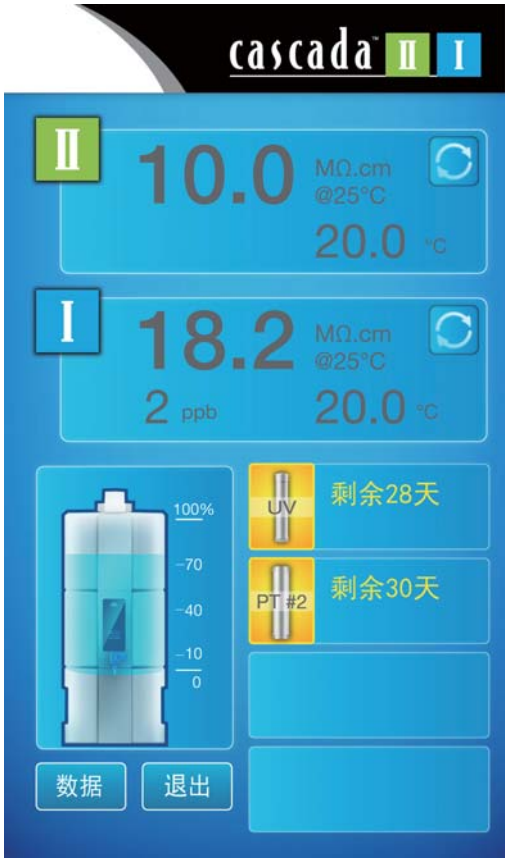 cascada™ II I
II
10.0 MΩ.cm
@25°C
20.0 °C
I
18.2 MΩ.cm
@25°C
2 ppb 20.0 °C
100%
-70
-40
-10
0
UV 剩余28天
PT #2 剩余30天
数据 退出